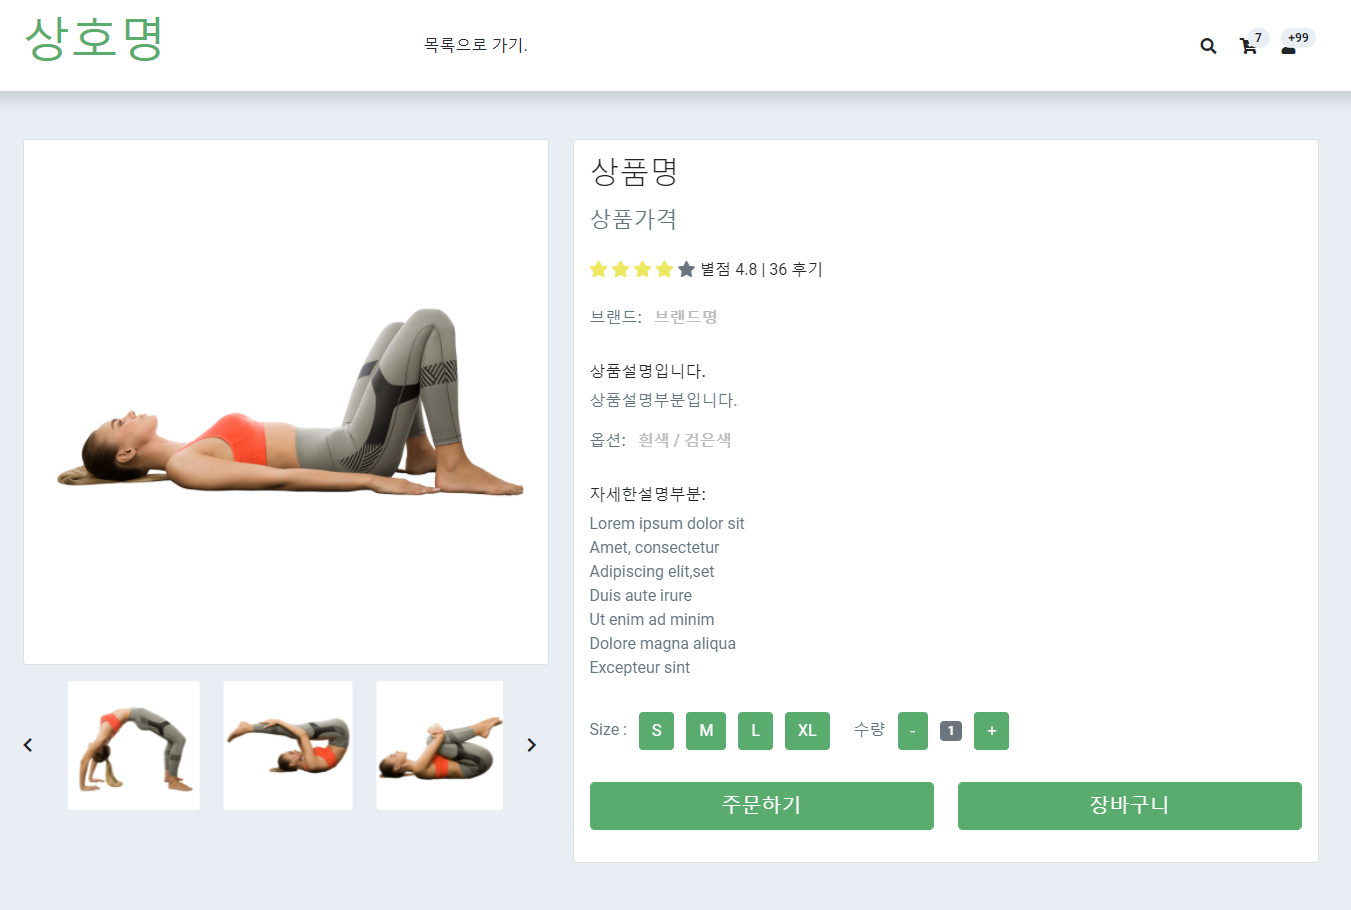 상호명
목록으로 가기.
7
+99
상품명
상품가격
별점 4.8 | 36 후기
브랜드: 브랜드명
상품설명입니다.
상품설명부분입니다.
옵션: 흰색 / 검은색
자세한설명부분:
Lorem ipsum dolor sit
Amet, consectetur
Adipiscing elit,set
Duis aute irure
Ut enim ad minim
Dolore magna aliqua
Excepteur sint
Size : S M L XL 수량 - 1 +
주문하기 장바구니